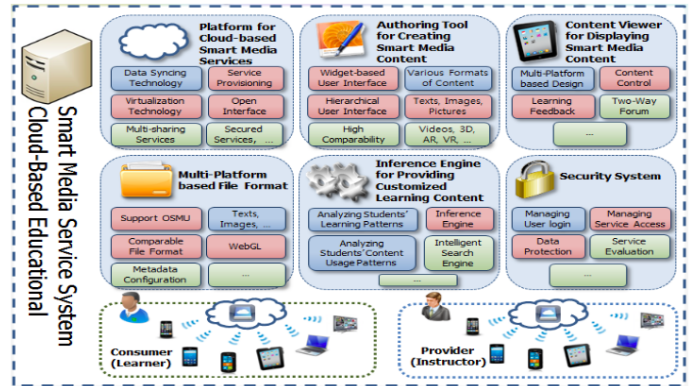 Smart Media Service System
Cloud-Based Educational
Platform for
Cloud-based
Smart Media
Services
Data Syncing
Technology
Service
Provisioning
Virtualization
Technology
Open
Interface
Multi-sharing
Services
Secured
Services, ...
Authoring Tool
for Creating
Smart Media
Content
Widget-based
User Interface
Various Formats
of Content
Hierarchical
User Interface
Texts, Images,
Pictures
High
Comparability
Videos, 3D,
AR, VR, ...
Content Viewer
for Displaying
Smart Media
Content
Multi-Platform
based Design
Content
Control
Learning
Feedback
Two-Way
Forum
...
Multi-Platform
based File Format
Support OSMU
Texts,
Images, ...
Comparable
File Format
WebGL
Metadata
Configuration
...
Inference Engine
for Providing
Customized
Learning Content
Analyzing Students'
Learning Patterns
Inference
Engine
Analyzing
Students'Content
Usage Patterns
Intelligent
Search
Engine
...
Security System
Managing
User login
Managing
Service Access
Data
Protection
Service
Evaluation
...
Consumer
(Learner)
Provider
(Instructor)